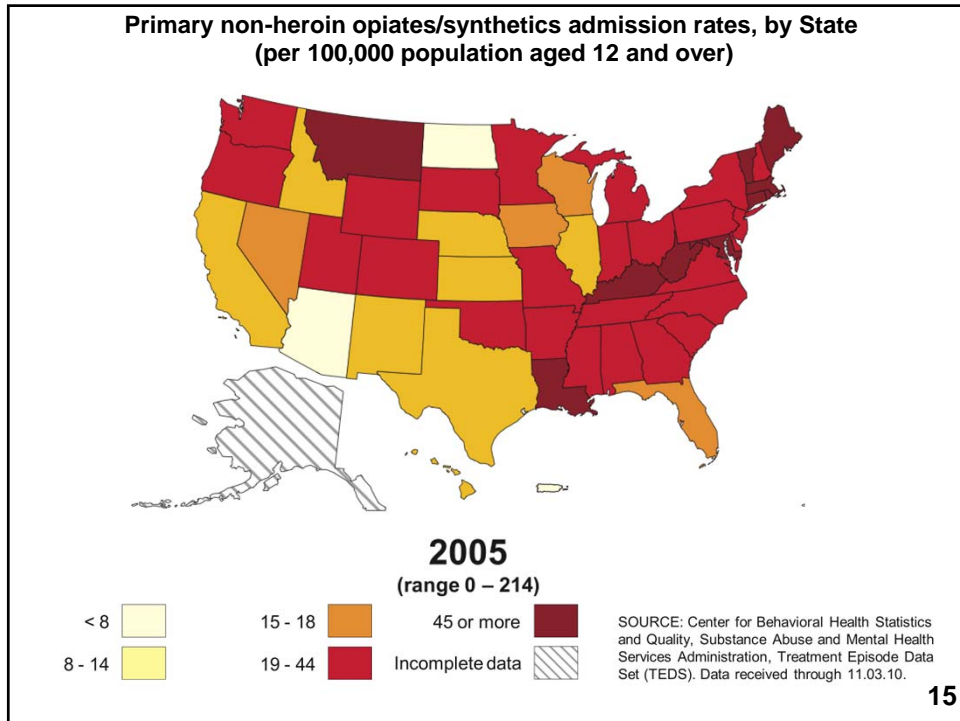 Primary non-heroin opiates/synthetics admission rates, by State
(per 100,000 population aged 12 and over)
2005
(range 0 – 214)
< 8
15 - 18
45 or more
8 - 14
19 - 44
Incomplete data
SOURCE: Center for Behavioral Health Statistics
and Quality, Substance Abuse and Mental Health
Services Administration, Treatment Episode Data
Set (TEDS). Data received through 11.03.10.
15